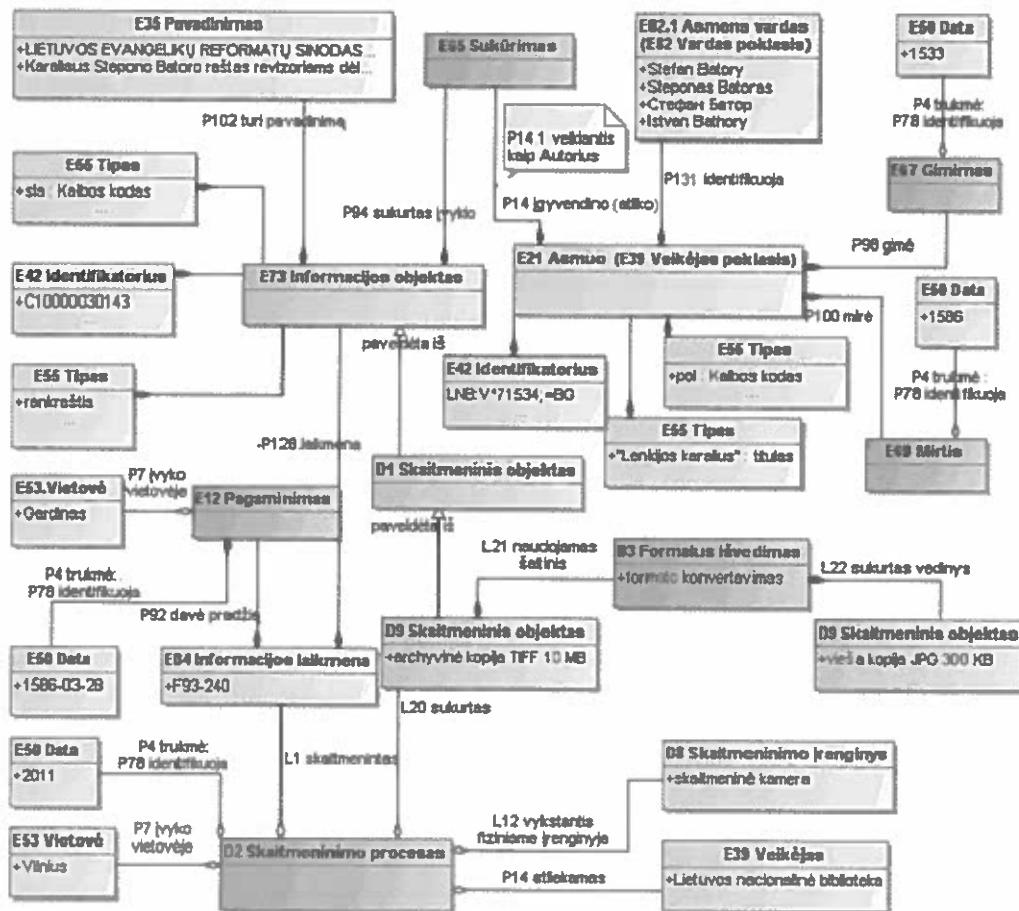 E35 Pavadinimas
+LIETUVOS EVANGELIKŲ REFORMATŲ SINODAS...
+Karaliaus Stepono Batoro raštas revizoriams dėl...
E65 Sukūrimas
E82.1 Asmens vardas
(E82 Vardas poklasis)
+Stefan Batory
+Steponas Batoras
+Стефан Батор
+Istvan Bathory
E50 Data
+1533
P4 trukmė:
P78 identifikuoja
P102 turi pavadinimą
P14.1 veikiantis
kaip Autorius
E55 Tipas
+sla : Kalbos kodas
...
P94 sukurtas įvykio
P14 įgyvendino (atliko)
P131 identifikuoja
E67 Gimimas
P98 gimė
E42 Identifikatorius
+C10000030143
E73 Informacijos objektas
E21 Asmuo (E39 Veikėjas poklasis)
E50 Data
+1586
P100 mirė
paveldėta iš
E55 Tipas
+rankraštis
...
E42 Identifikatorius
LNB:V*71534;=BG
E55 Tipas
+pol : Kalbos kodas
...
P4 trukmė :
P78 identifikuoja
-P128 laikmena
E55 Tipas
+"Lenkijos karalius" : titulas
E69 Mirtis
D1 Skaitmeninis objektas
E53.Vietovė
+Gardinas
P7 įvyko
vietovėje
E12 Pagaminimas
paveldėta iš
L21 naudojamas
šaltinis
D3 Formalus išvedimas
+formato konvertavimas
L22 sukurtas vedinys
P4 trukmė:
P78 identifikuoja
P92 davė pradžią
D9 Skaitmeninis objektas
+archyvinė kopija TIFF 10 MB
D9 Skaitmeninis objektas
+vieša kopija JPG 300 KB
E50 Data
+1586-03-28
E84 Informacijos laikmena
+F93-240
L20 sukurtas
E50 Data
+2011
P4 trukmė:
P78 identifikuoja
L1 skaitmenintas
D8 Skaitmeninimo įrenginys
+skaitmeninė kamera
L12 vykstantis
fiziniame įrenginyje
E53 Vietovė
+Vilnius
P7 įvyko
vietovėje
D2 Skaitmeninimo procesas
P14 atliekamas
E39 Veikėjas
+Lietuvos nacionalinė biblioteka